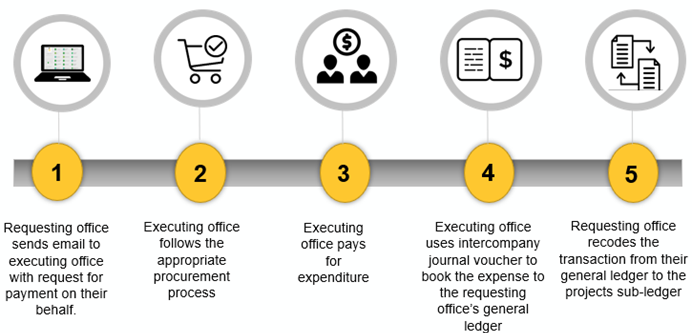 $
$
1
2
3
4
5
Requesting office
sends email to
executing office
with request for
payment on their
behalf.
Executing office
follows the
appropriate
procurement
process
Executing
office pays
for
expenditure
Executing office
uses intercompany
journal voucher to
book the expense to
the requesting
office's general
ledger
Requesting office
recodes the
transaction from their
general ledger to the
projects sub-ledger